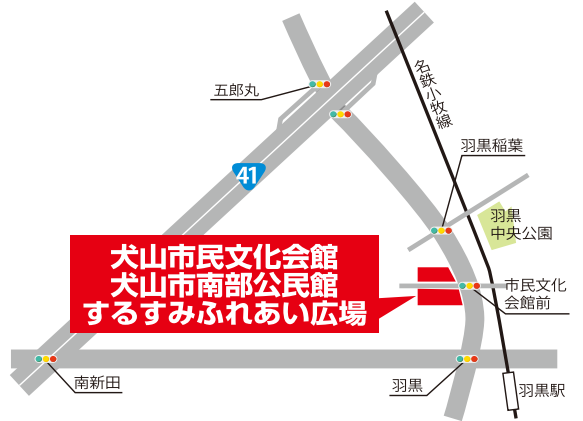 五郎丸
名鉄小牧線
羽黒稲葉
41
羽黒
中央公園
犬山市民文化会館
犬山市南部公民館
するすみふれあい広場
市民文化
会館前
南新田
羽黒
羽黒駅